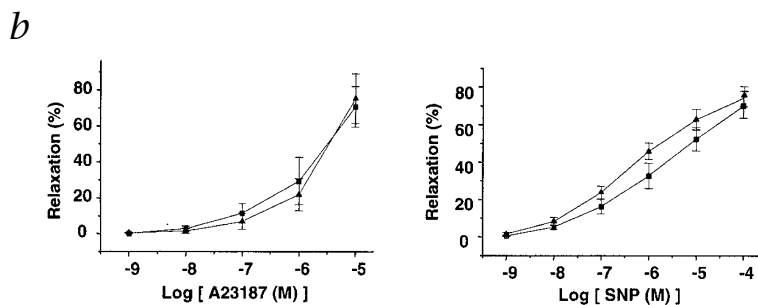 b
80
60
40
20
0
Relaxation (%)
-9 -8 -7 -6 -5
Log [ A23187 (M) ]
80
60
40
20
0
Relaxation (%)
-9 -8 -7 -6 -5 -4
Log [ SNP (M) ]